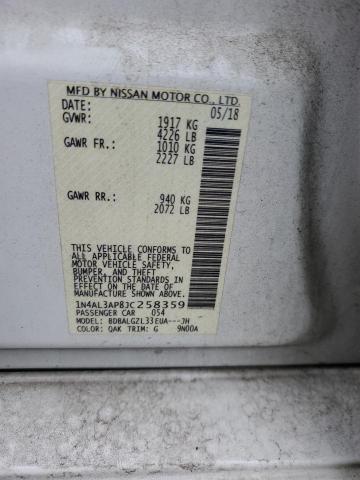 MFD BY NISSAN MOTOR CO., LTD.
DATE: 05/18
GVWR: 1917 KG
4226 LB
GAWR FR.: 1010 KG
2227 LB
GAWR RR.: 940 KG
2072 LB
THIS VEHICLE CONFORMS TO
ALL APPLICABLE FEDERAL
MOTOR VEHICLE SAFETY,
BUMPER, AND THEFT
PREVENTION STANDARDS
IN EFFECT ON THE DATE OF
MANUFACTURE SHOWN ABOVE.
1N4AL3AP8JC258359
PASSENGER CAR 054
MODEL: BDBALGZL33EUA---JH
COLOR: QAK TRIM: G 9N00A